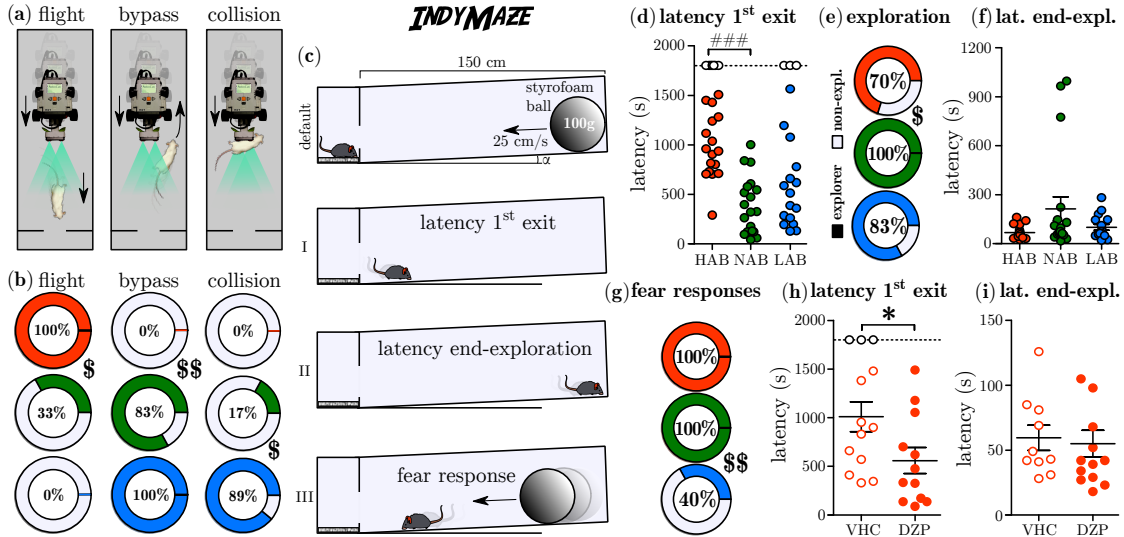 (a) flight bypass collision
(b) flight bypass collision
100% 0% 0%
$ $$
33% 83% 17%
$
0% 100% 89%
INDYMAZE
(c)
150 cm
default
styrofoam
ball
100g
25 cm/s
α
I
latency 1st exit
II
latency end-exploration
III
fear response
(d) latency 1st exit
###
latency (s)
2000
1500
1000
500
0
HAB NAB LAB
(e) exploration
explorer non-expl.
70%
$
100%
83%
(f) lat. end-expl.
latency (s)
1200
900
600
300
0
HAB NAB LAB
(g) fear responses
100%
100%
$$
40%
(h) latency 1st exit
*
latency (s)
2000
1500
1000
500
0
VHC DZP
(i) lat. end-expl.
latency (s)
150
100
50
0
VHC DZP